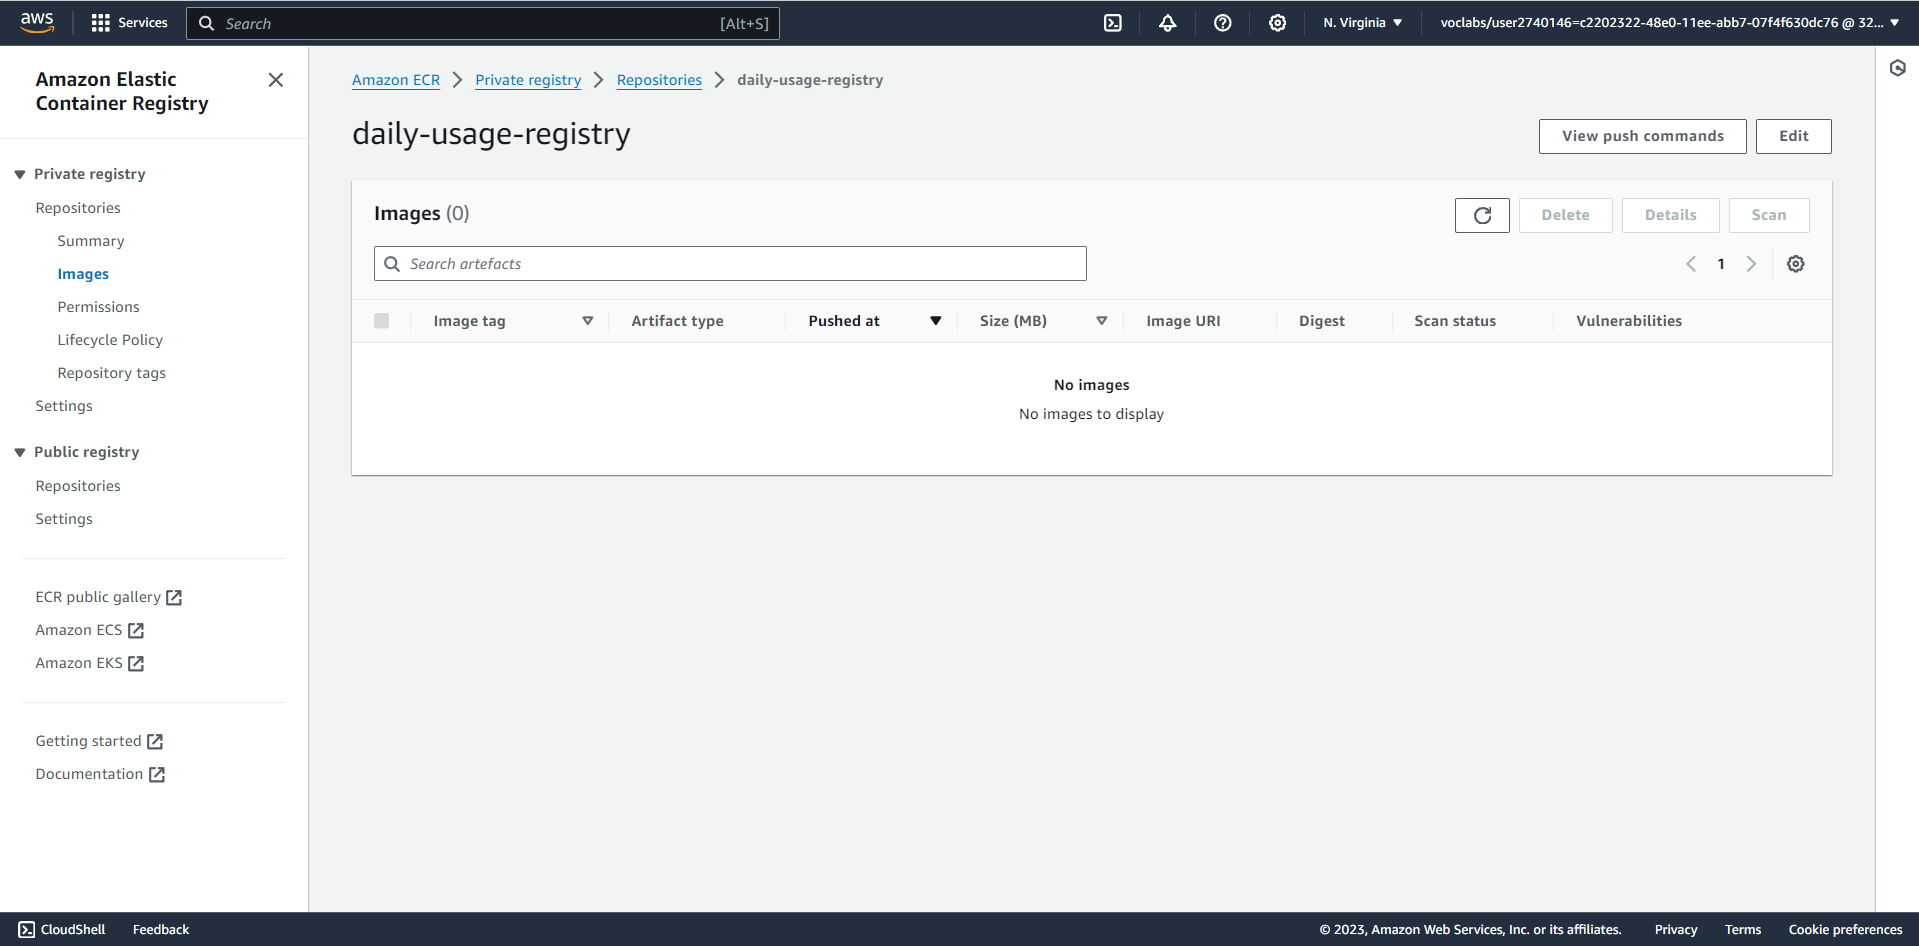 aws
Services
Search [Alt+S]
N. Virginia
voclabs/user2740146=c2202322-48e0-11ee-abb7-07f4f630dc76 @ 32...
Amazon Elastic
Container Registry
Private registry
Repositories
Summary
Images
Permissions
Lifecycle Policy
Repository tags
Settings
Public registry
Repositories
Settings
ECR public gallery
Amazon ECS
Amazon EKS
Getting started
Documentation
Amazon ECR Private registry Repositories daily-usage-registry
daily-usage-registry
View push commands Edit
Images (0)
Delete Details Scan
Search artefacts
1
Image tag Artifact type Pushed at Size (MB) Image URI Digest Scan status Vulnerabilities
No images
No images to display
CloudShell Feedback
© 2023, Amazon Web Services, Inc. or its affiliates. Privacy Terms Cookie preferences